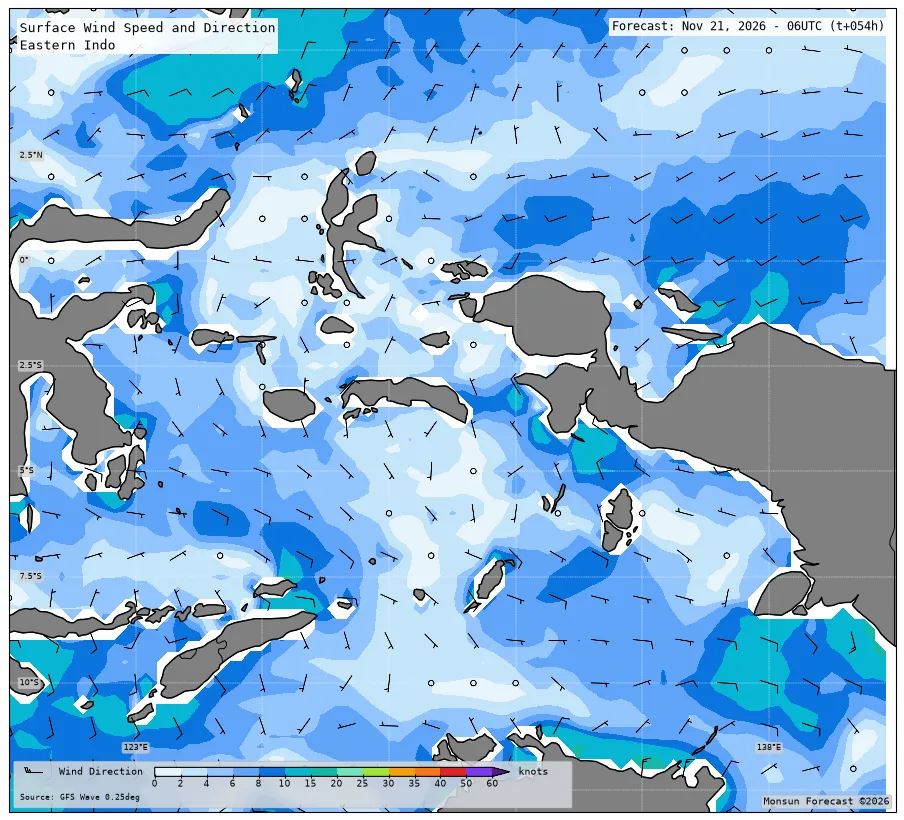 Surface Wind Speed and Direction
Eastern Indo
Forecast: Nov 21, 2026 - 06UTC (t+054h)
2.5°N
0°
2.5°S
5°S
7.5°S
10°S
123°E
138°E
Wind Direction
knots
0 2 4 6 8 10 15 20 25 30 35 40 50 60
Source: GFS Wave 0.25deg
Monsun Forecast ©2026